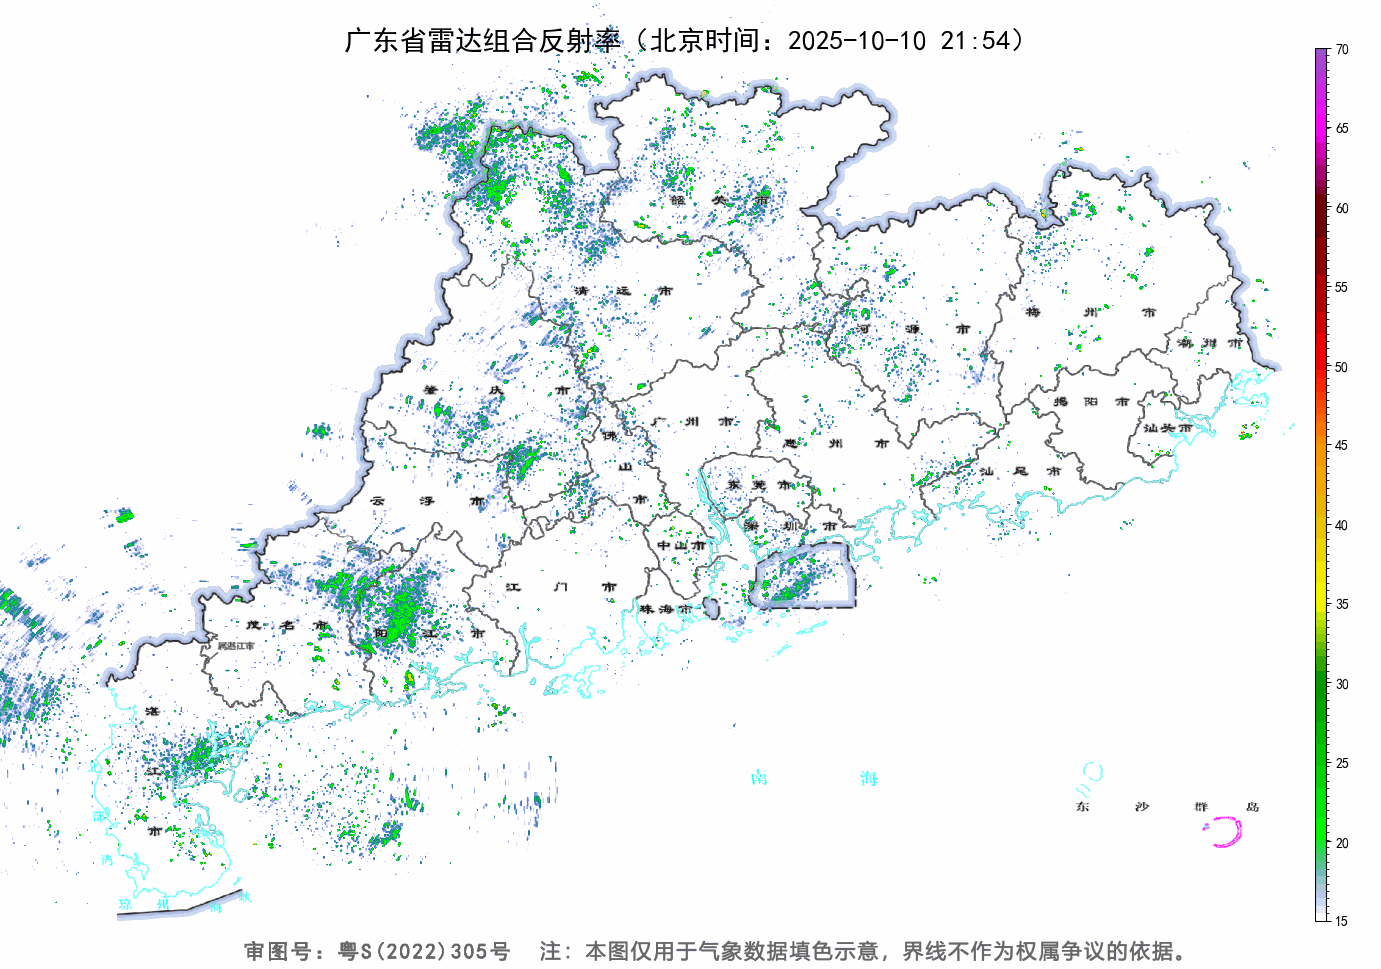 广东省雷达组合反射率（北京时间：2025-10-10 21:54）
70
65
60
55
50
45
40
35
30
25
20
15
韶关市
清远市
河源市
梅州市
潮州市
肇庆市
广州市
佛山市
惠州市
揭阳市
汕头市
汕尾市
云浮市
东莞市
深圳市
中山市
江门市
珠海市
茂名市
阳江市
属湛江市
湛江市
南海
东沙群岛
北部湾
琼州海峡
审图号：粤S(2022)305号 注：本图仅用于气象数据填色示意，界线不作为权属争议的依据。